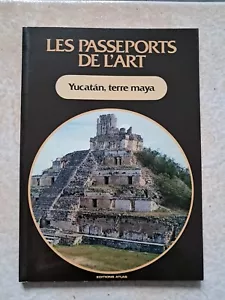 LES PASSEPORTS
DE L'ART
Yucatán, terre maya
EDITIONS ATLAS